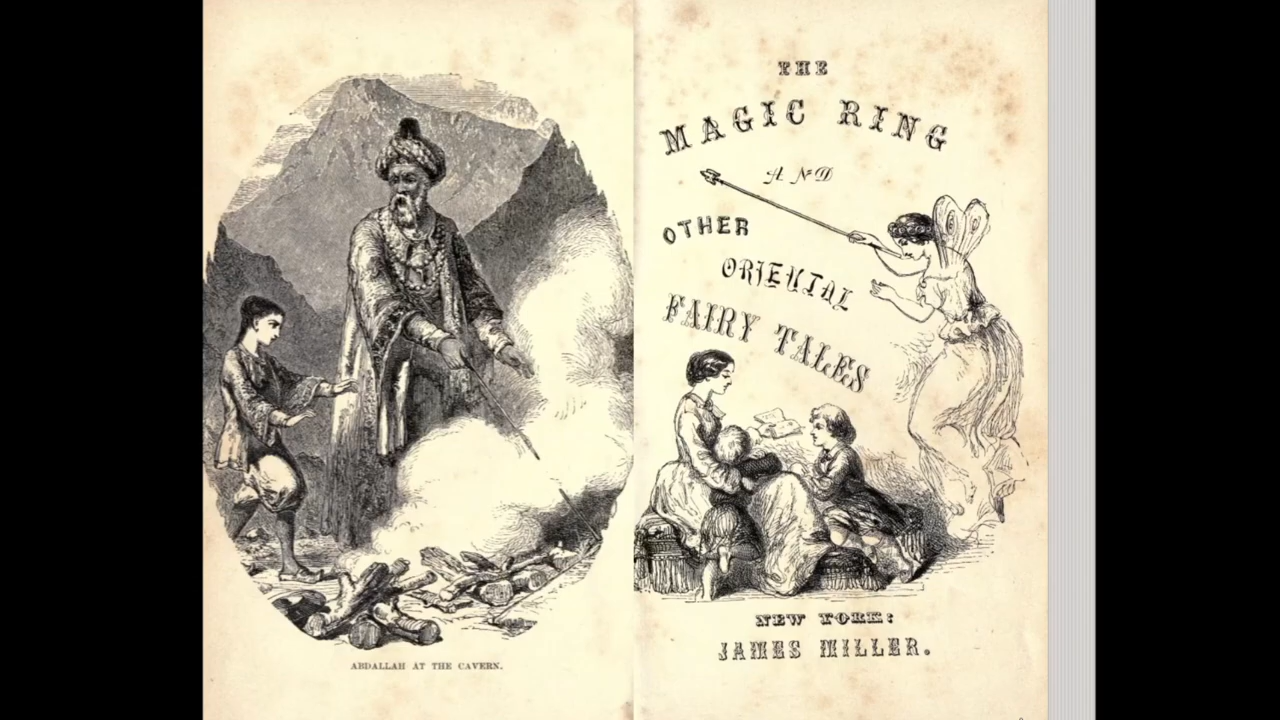 ABDALLAH AT THE CAVERN.
THE
MAGIC RING
AND
OTHER
ORIENTAL
FAIRY TALES
NEW YORK:
JAMES MILLER.